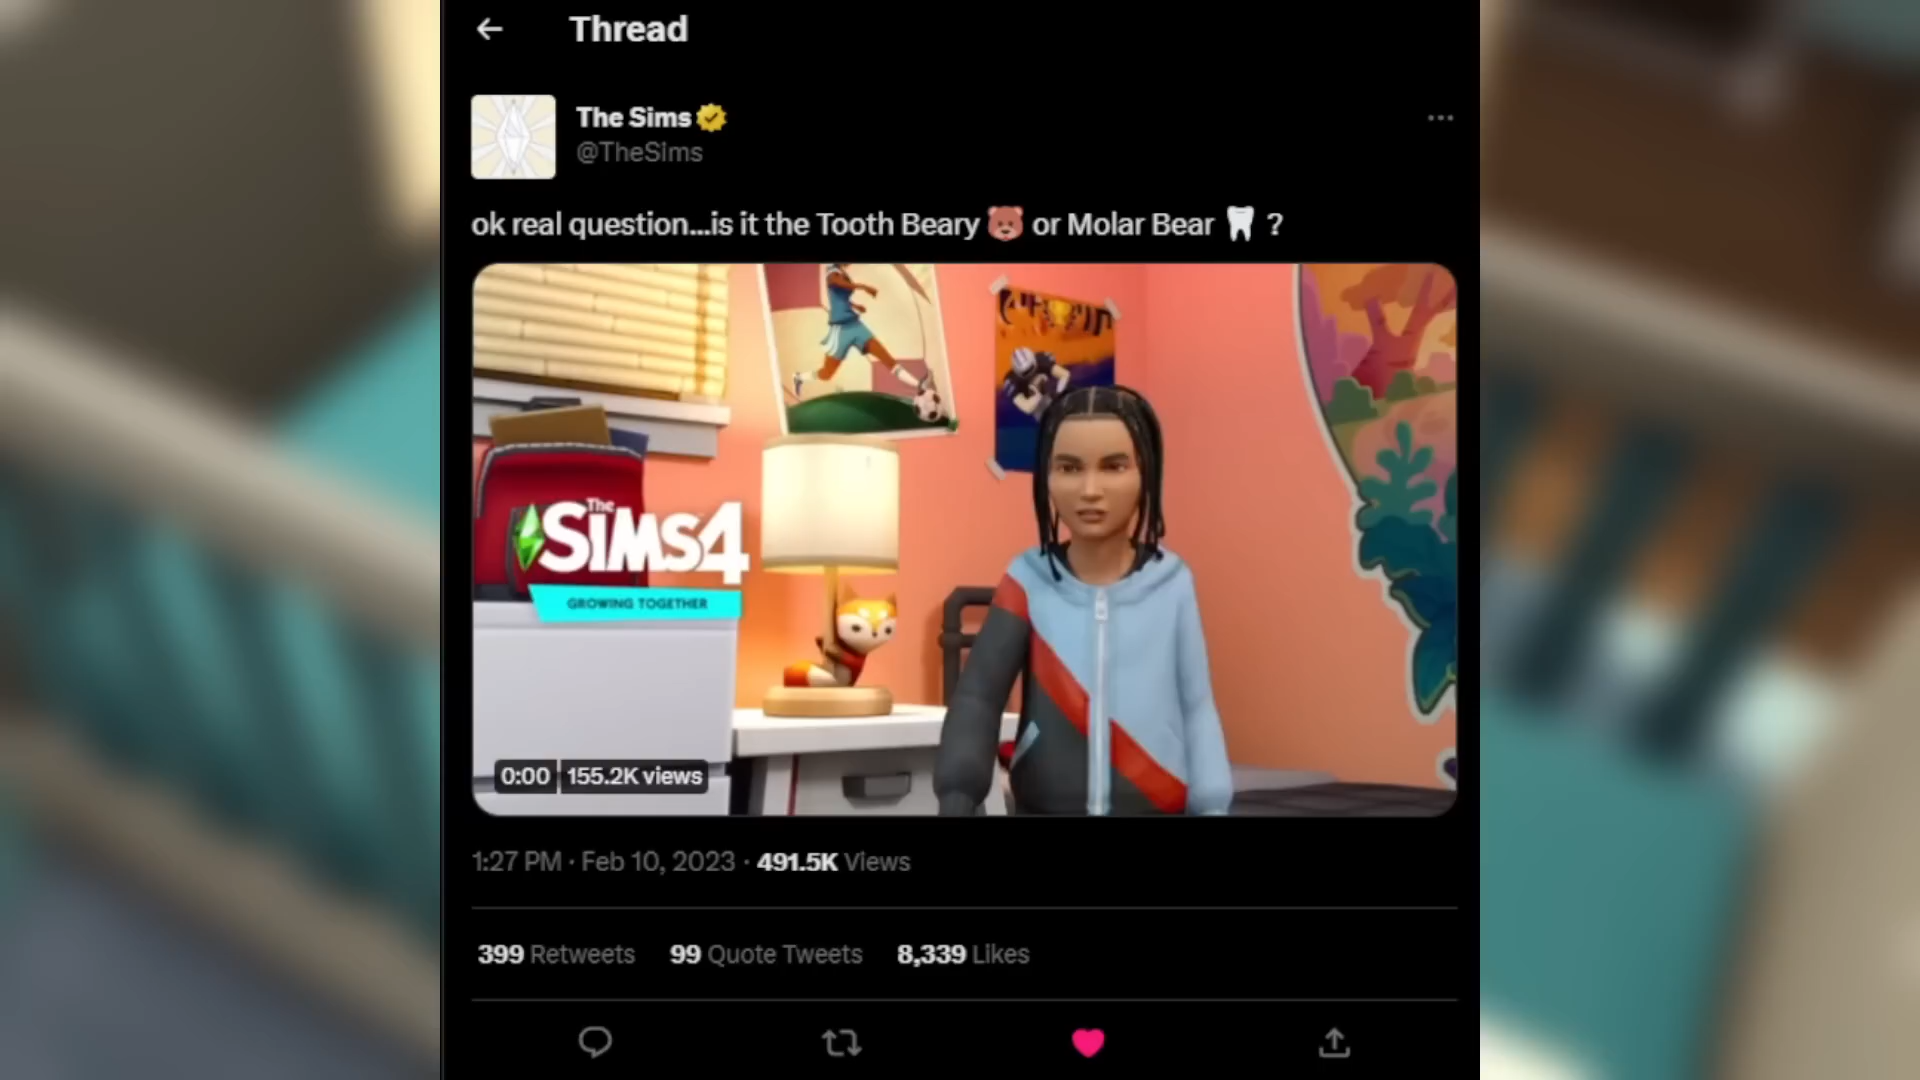 Thread
The Sims
@TheSims
ok real question...is it the Tooth Beary 🐻 or Molar Bear 🦷 ?
The SiMS4
GROWING TOGETHER
0:00 155.2K views
1:27 PM · Feb 10, 2023 · 491.5K Views
399 Retweets 99 Quote Tweets 8,339 Likes